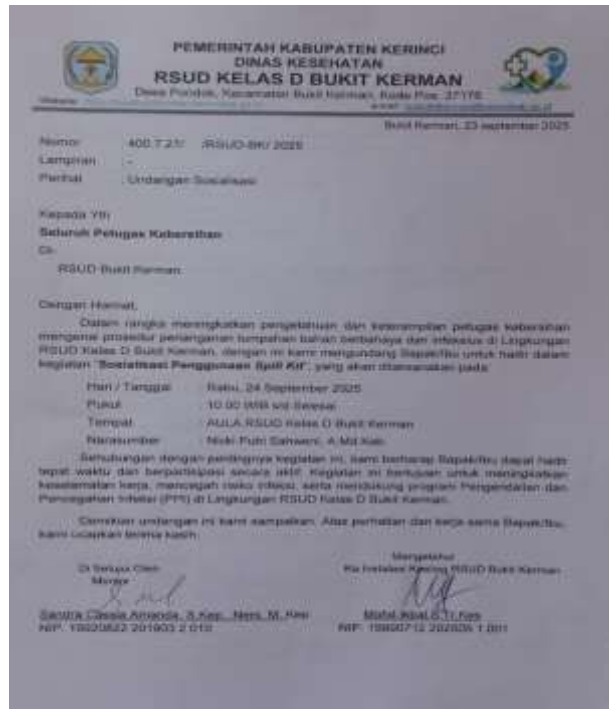 PEMERINTAH KABUPATEN KERINCI
DINAS KESEHATAN
RSUD KELAS D BUKIT KERMAN
Desa Pondok, Kecamatan Bukit Kerman, Kode Pos 37176
Bukit Kerman, 23 september 2025
Nomor : 400.7.2.1/ /RSUD-BK/ 2025
Lampiran : -
Perihal : Undangan Sosialisasi
Kepada Yth
Seluruh Petugas Kebersihan
Di-
RSUD Bukit Kerman
Dengan Hormat,
Dalam rangka meningkatkan pengetahuan dan keterampilan petugas kebersihan
mengenai prosedur penanganan tumpahan bahan berbahaya dan infeksius di Lingkungan
RSUD Kelas D Bukit Kerman, dengan ini kami mengundang Bapak/Ibu untuk hadir dalam
kegiatan "Sosialisasi Penggunaan Spill Kit", yang akan dilaksanakan pada:
Hari / Tanggal : Rabu, 24 September 2025
Pukul : 10.00 WIB s/d Selesai
Tempat : AULA RSUD Kelas D Bukit Kerman
Narasumber : Nicki Putri Sahwani, A.Md.Keb
Sehubungan dengan pentingnya kegiatan ini, kami berharap Bapak/Ibu dapat hadir
tepat waktu dan berpartisipasi secara aktif. Kegiatan ini bertujuan untuk meningkatkan
keselamatan kerja, mencegah risiko infeksi, serta mendukung program Pengendalian dan
Pencegahan Infeksi (PPI) di Lingkungan RSUD Kelas D Bukit Kerman.
Demikian undangan ini kami sampaikan. Atas perhatian dan kerja sama Bapak/Ibu,
kami ucapkan terima kasih.
Di Setujui Oleh
Mengetahui
Ka Instalasi RSUD Bukit Kerman
Sandra Amanda, S.Kep., Ners, M.Kep
NIP.